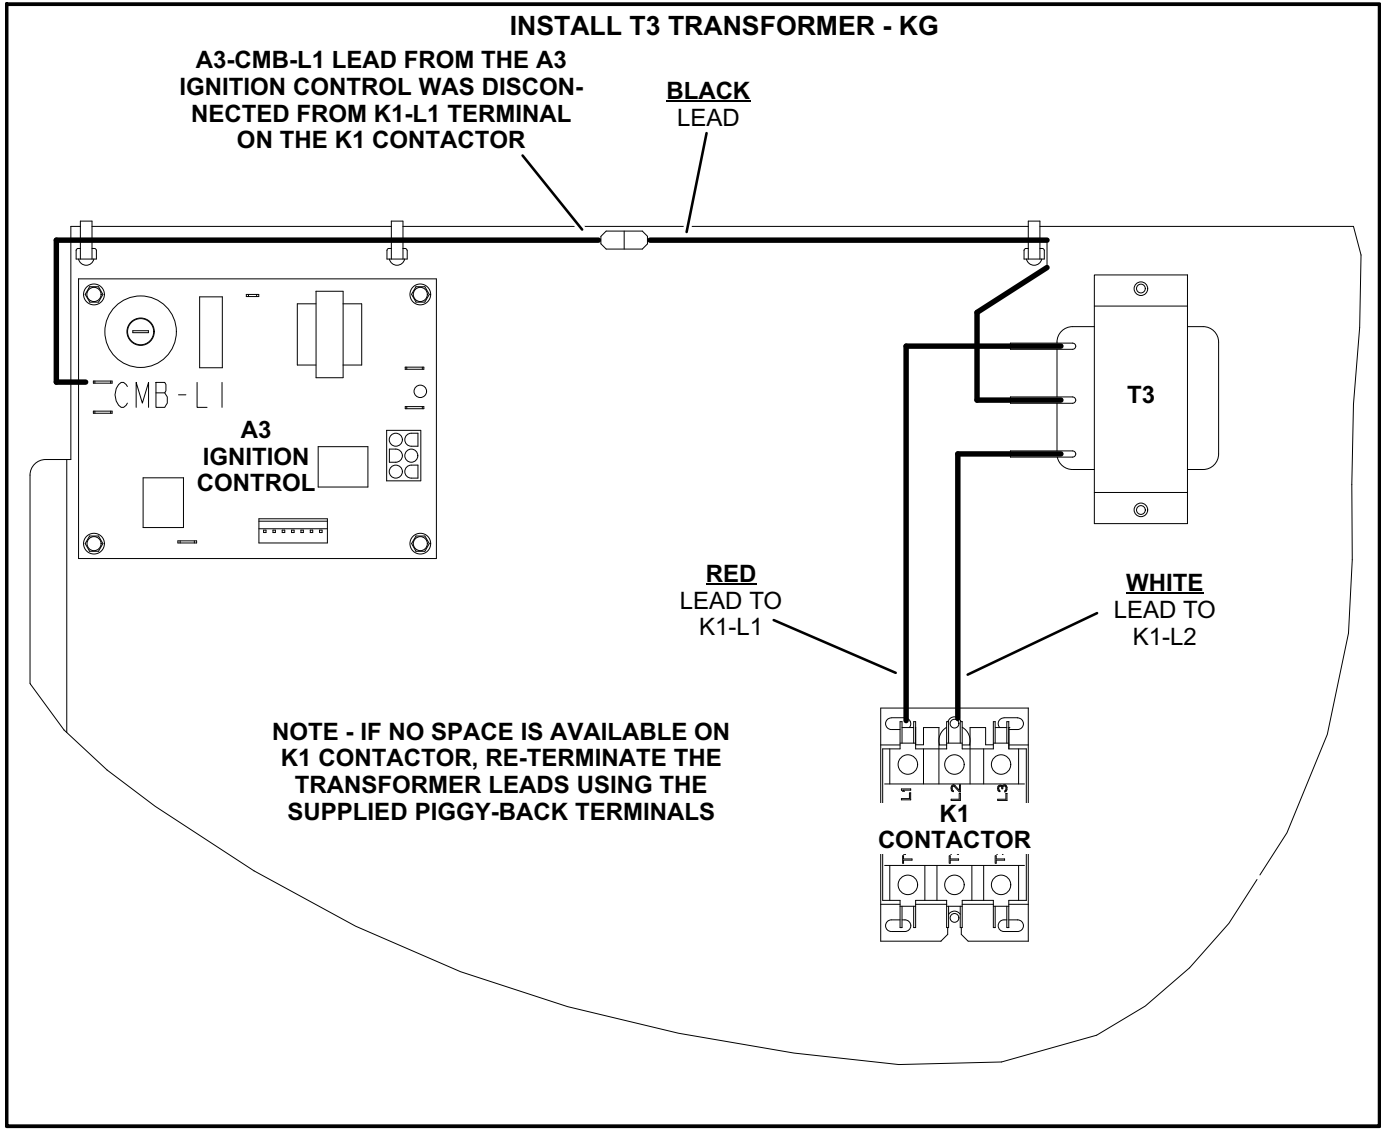 INSTALL T3 TRANSFORMER - KG
A3-CMB-L1 LEAD FROM THE A3
IGNITION CONTROL WAS DISCON-
NECTED FROM K1-L1 TERMINAL
ON THE K1 CONTACTOR
BLACK
LEAD
CMB-L1
A3
IGNITION
CONTROL
T3
RED
LEAD TO
K1-L1
WHITE
LEAD TO
K1-L2
NOTE - IF NO SPACE IS AVAILABLE ON
K1 CONTACTOR, RE-TERMINATE THE
TRANSFORMER LEADS USING THE
SUPPLIED PIGGY-BACK TERMINALS
L1 L2 L3
K1
CONTACTOR